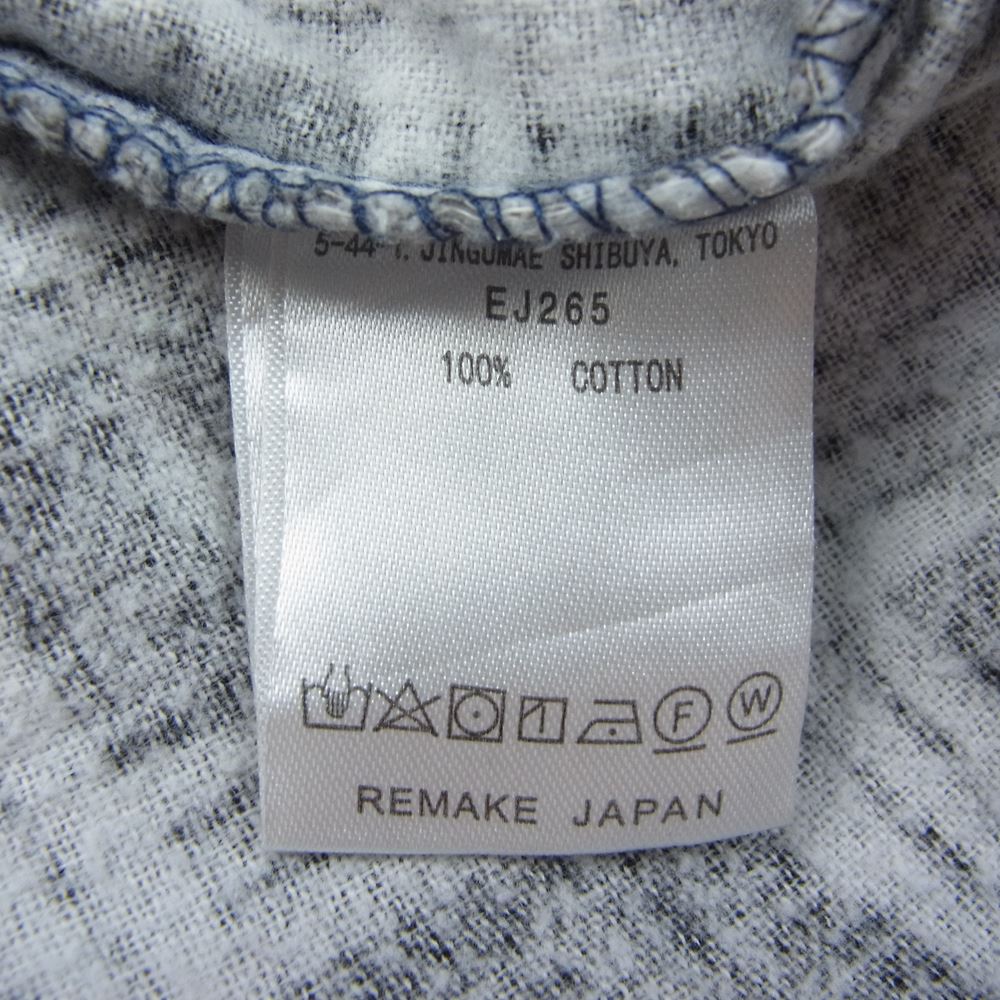 5-44-1, JINGUMAE SHIBUYA, TOKYO
EJ265
100% COTTON
F W
REMAKE JAPAN